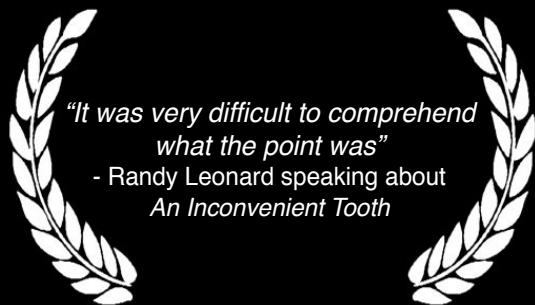 “It was very difficult to comprehend
what the point was”
- Randy Leonard speaking about
An Inconvenient Tooth